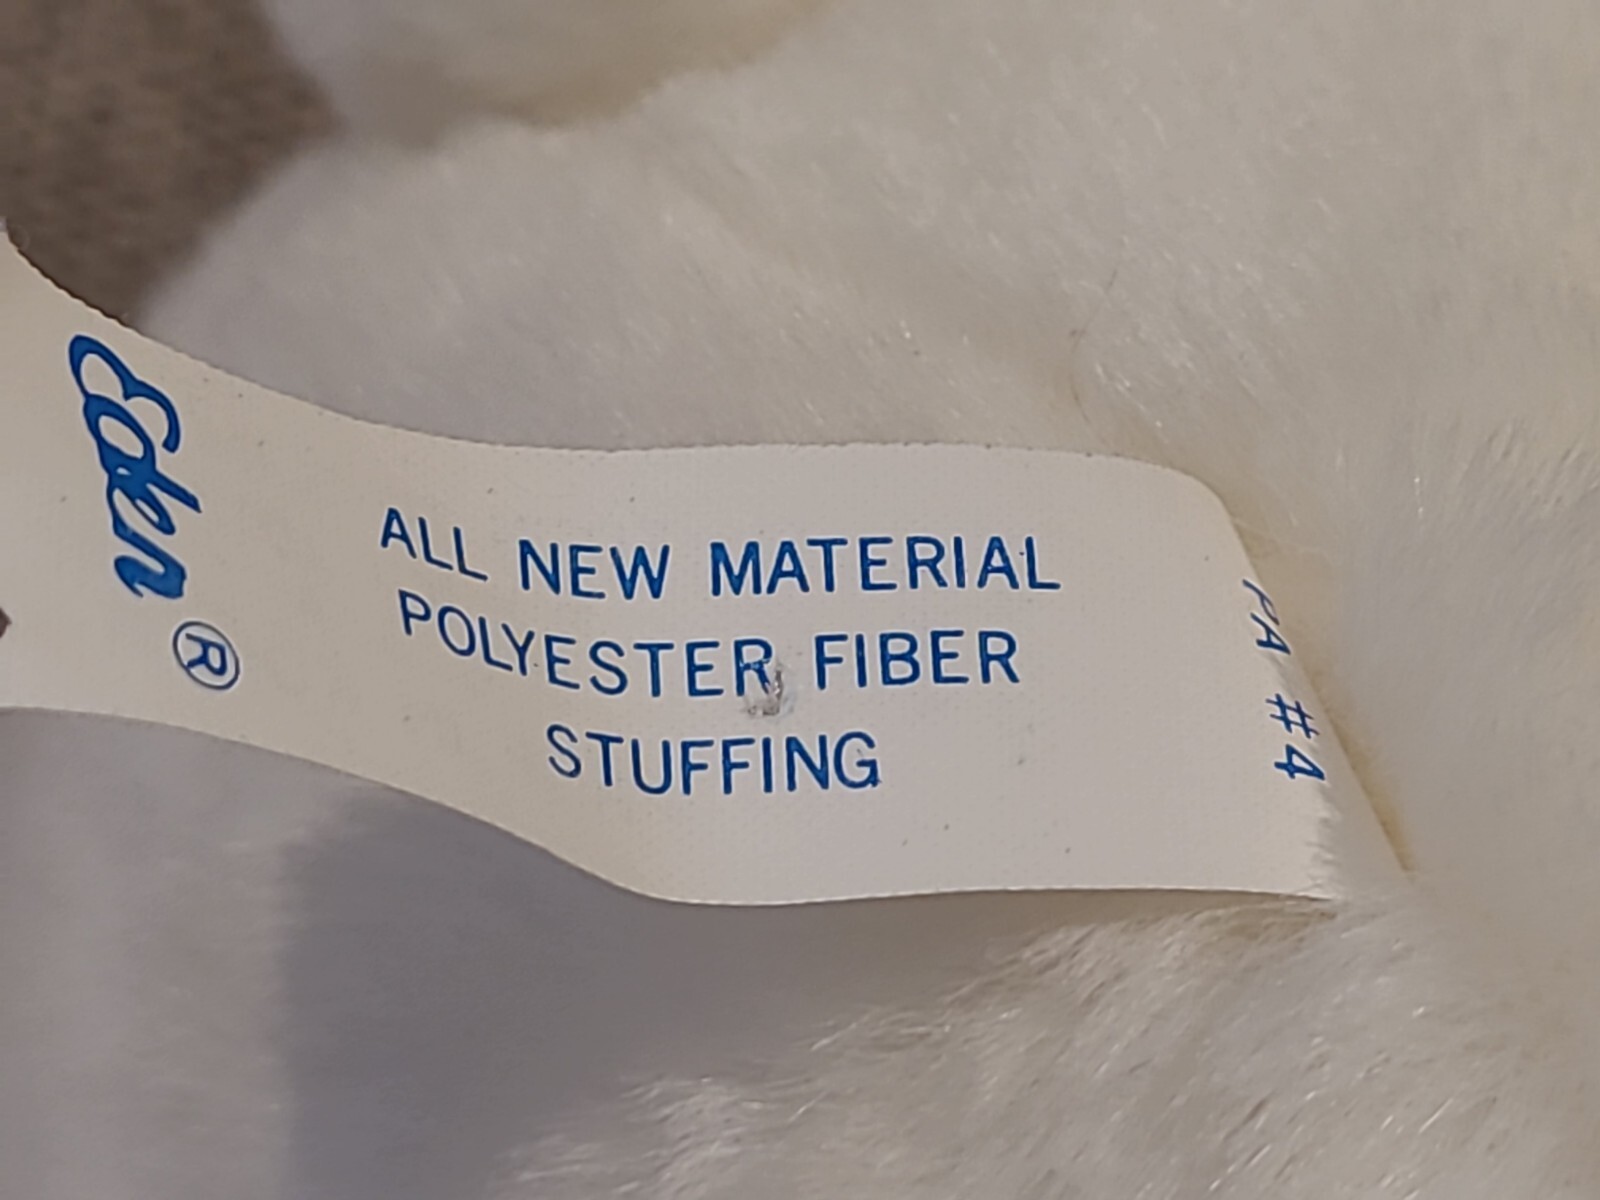 Eden®
ALL NEW MATERIAL
POLYESTER FIBER
STUFFING
PA #4